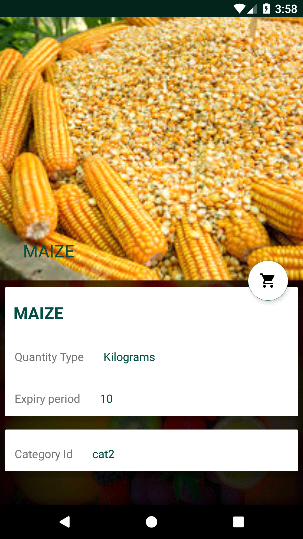 3:58
MAIZE
MAIZE
Quantity Type Kilograms
Expiry period 10
Category Id cat2